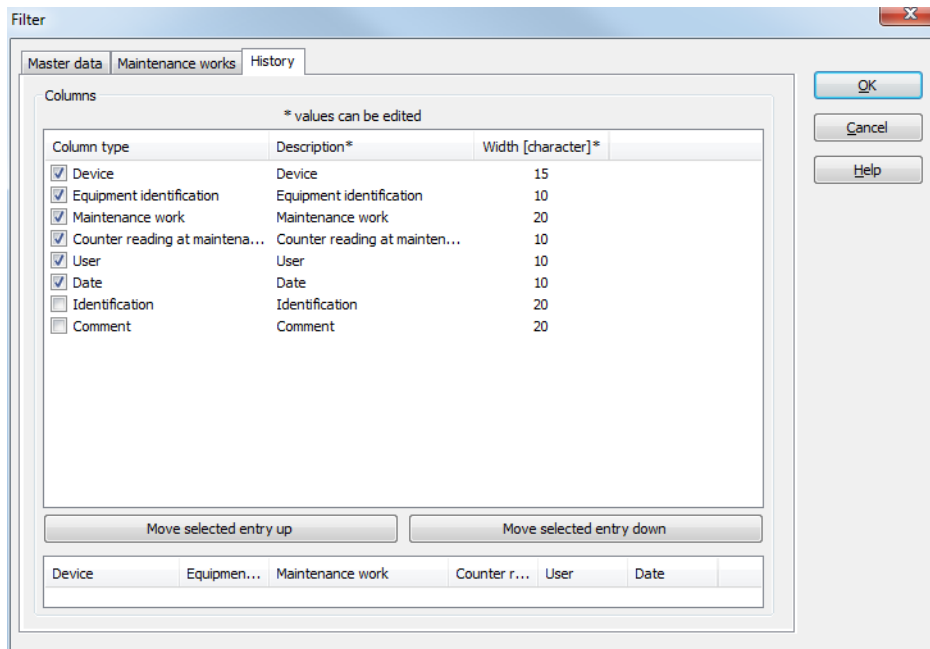 Filter
Master data Maintenance works History
Columns
* values can be edited
Column type Description* Width [character]*
Device Device 15
Equipment identification Equipment identification 10
Maintenance work Maintenance work 20
Counter reading at maintena... Counter reading at mainten... 10
User User 10
Date Date 10
Identification Identification 20
Comment Comment 20
Move selected entry up Move selected entry down
Device Equipmen... Maintenance work Counter r... User Date
OK
Cancel
Help